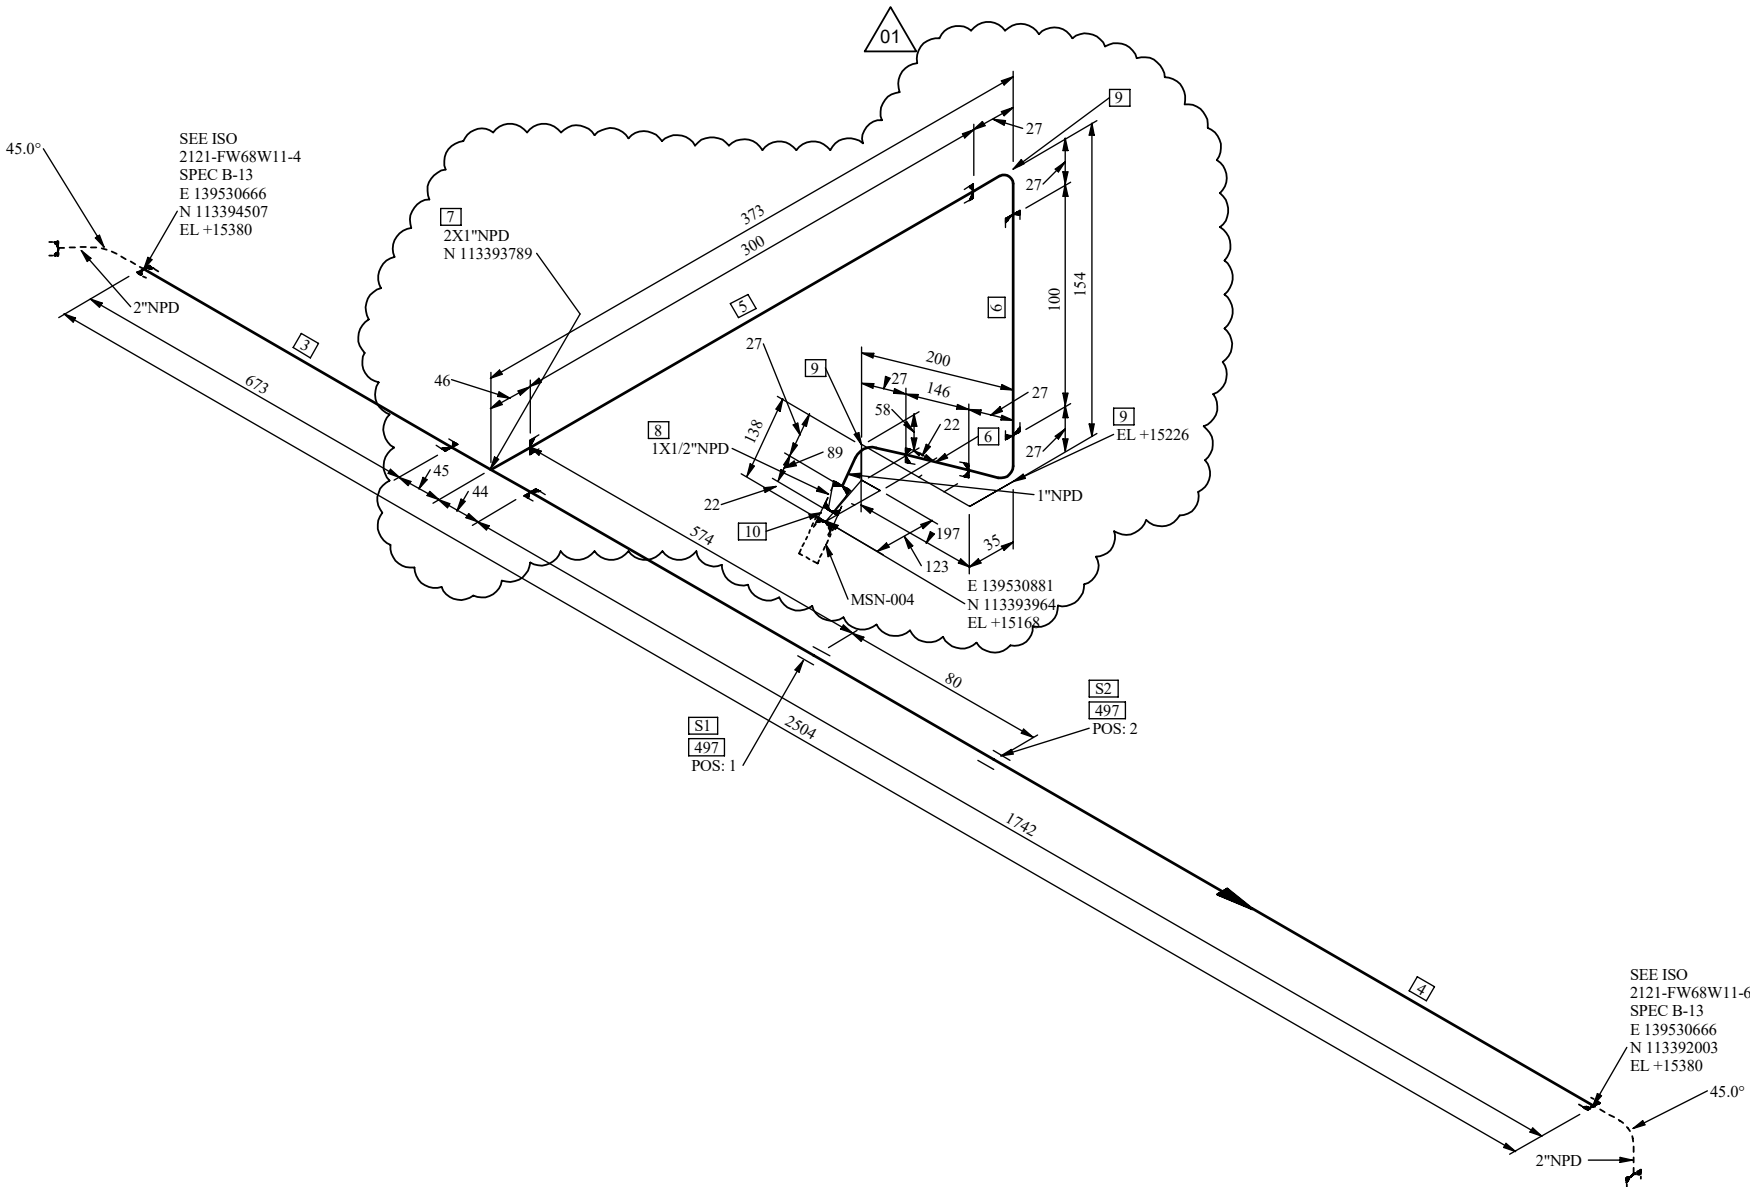 01
45.0°
SEE ISO
2121-FW68W11-4
SPEC B-13
E 139530666
N 113394507
EL +15380
2"NPD
3
673
7
2X1"NPD
N 113393789
9
27
373
300
5
27
6
100
154
46
27
9
200
27
146
27
58
22
6
9
EL +15226
27
138
8
1X1/2"NPD
89
22
10
1"NPD
197
123
35
E 139530881
N 113393964
EL +15168
MSN-004
45
44
574
80
S1
497
POS: 1
S2
497
POS: 2
2504
1742
4
SEE ISO
2121-FW68W11-6
SPEC B-13
E 139530666
N 113392003
EL +15380
45.0°
2"NPD